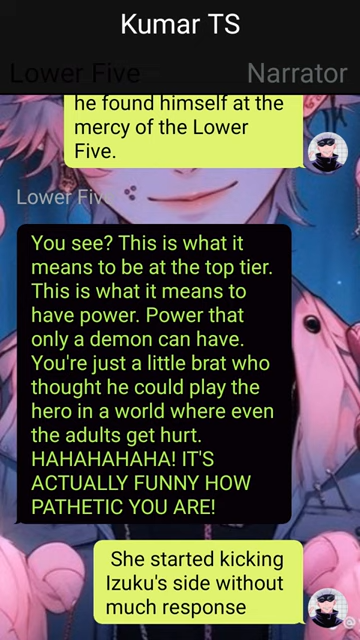 Kumar TS
Lower Five
Narrator
he found himself at the
mercy of the Lower
Five.
Lower Five
You see? This is what it
means to be at the top tier.
This is what it means to
have power. Power that
only a demon can have.
You're just a little brat who
thought he could play the
hero in a world where even
the adults get hurt.
HAHAHAHAHA! IT'S
ACTUALLY FUNNY HOW
PATHETIC YOU ARE!
She started kicking
Izuku's side without
much response